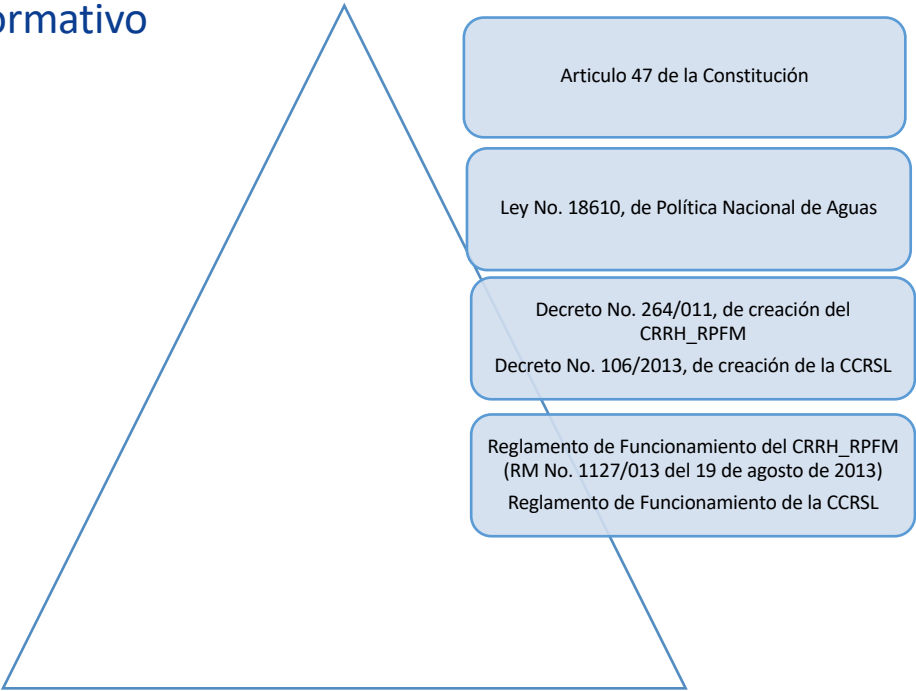 ormativo
Articulo 47 de la Constitución
Ley No. 18610, de Política Nacional de Aguas
Decreto No. 264/011, de creación del
CRRH_RPFM
Decreto No. 106/2013, de creación de la CCRSL
Reglamento de Funcionamiento del CRRH_RPFM
(RM No. 1127/013 del 19 de agosto de 2013)
Reglamento de Funcionamiento de la CCRSL